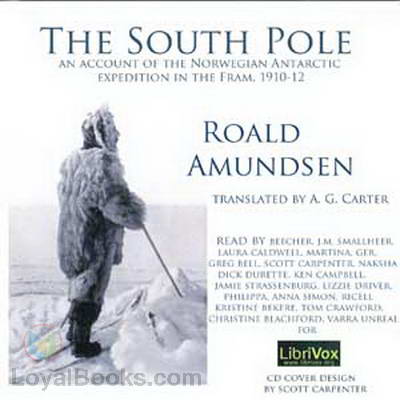 THE SOUTH POLE
AN ACCOUNT OF THE NORWEGIAN ANTARCTIC
EXPEDITION IN THE FRAM, 1910-12
ROALD
AMUNDSEN
TRANSLATED BY A. G. CARTER
READ BY BEECHER, J.M. SMALLHEER,
LAURA CALDWELL, MARTINA, GER,
GREG BELL, SCOTT CARPENTER, NAKSHA
DICK DURETTE, KEN CAMPBELL,
JAMIE STRASSENBURG, LIZZIE DRIVER,
PHILIPPA, ANNA SIMON, RICELL
KRISTINE BEKERE, TOM CRAWFORD,
CHRISTINE BLACHFORD, VARRA UNREAL
FOR
LibriVox
www.librivox.org
CD COVER DESIGN
BY SCOTT CARPENTER
LoyalBooks.com